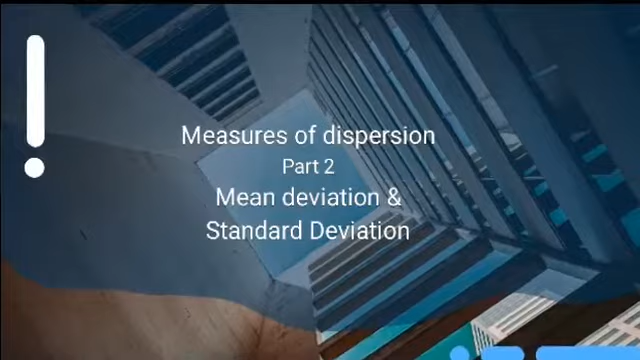 Measures of dispersion
Part 2
Mean deviation &
Standard Deviation